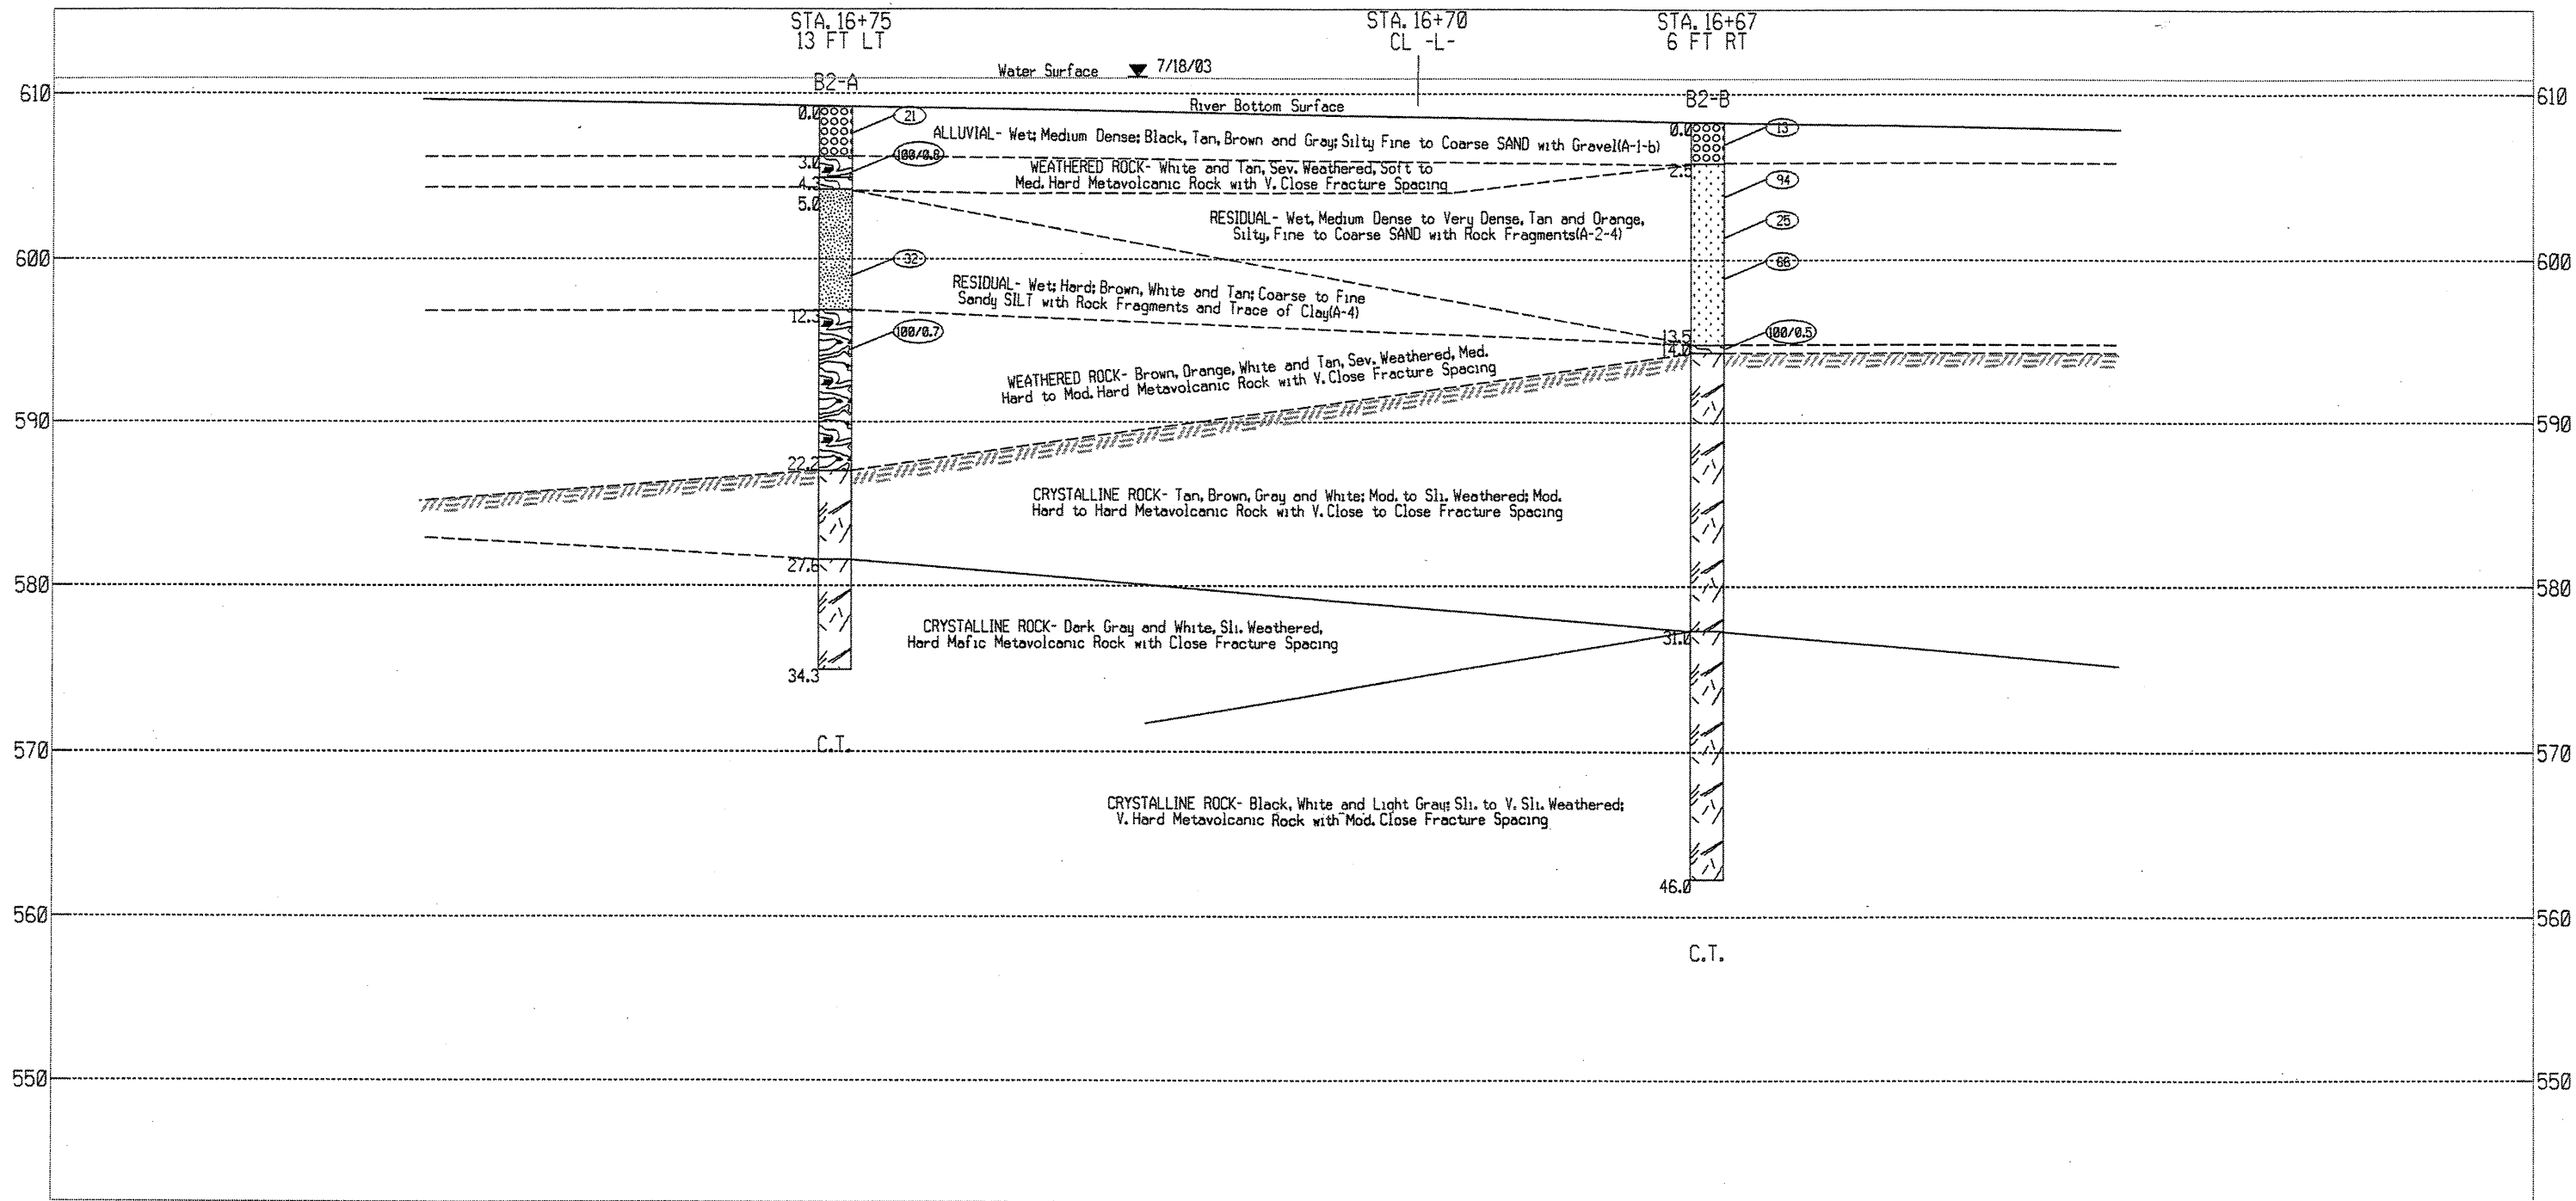 STA. 16+75
13 FT LT
STA. 16+70
CL -L-
STA. 16+67
6 FT RT
Water Surface 7/18/03
B2-A
B2-B
610
610
River Bottom Surface
0.0
21
0.0
13
ALLUVIAL- Wet; Medium Dense; Black, Tan, Brown and Gray; Silty Fine to Coarse SAND with Gravel(A-1-b)
3.0
100/0.8
WEATHERED ROCK- White and Tan, Sev. Weathered, Soft to
Med. Hard Metavolcanic Rock with V. Close Fracture Spacing
2.5
94
4.3
5.0
RESIDUAL- Wet, Medium Dense to Very Dense, Tan and Orange,
Silty, Fine to Coarse SAND with Rock Fragments(A-2-4)
25
600
32
66
600
RESIDUAL- Wet; Hard; Brown, White and Tan; Coarse to Fine
Sandy SILT with Rock Fragments and Trace of Clay(A-4)
12.3
100/0.7
13.5
14.0
100/0.5
WEATHERED ROCK- Brown, Orange, White and Tan, Sev. Weathered, Med.
Hard to Mod. Hard Metavolcanic Rock with V. Close Fracture Spacing
590
590
22.2
CRYSTALLINE ROCK- Tan, Brown, Gray and White; Mod. to Sli. Weathered; Mod.
Hard to Hard Metavolcanic Rock with V. Close to Close Fracture Spacing
27.6
580
580
CRYSTALLINE ROCK- Dark Gray and White, Sli. Weathered,
Hard Mafic Metavolcanic Rock with Close Fracture Spacing
31.0
34.3
C.T.
570
570
CRYSTALLINE ROCK- Black, White and Light Gray; Sli. to V. Sli. Weathered;
V. Hard Metavolcanic Rock with Mod. Close Fracture Spacing
46.0
560
560
C.T.
550
550